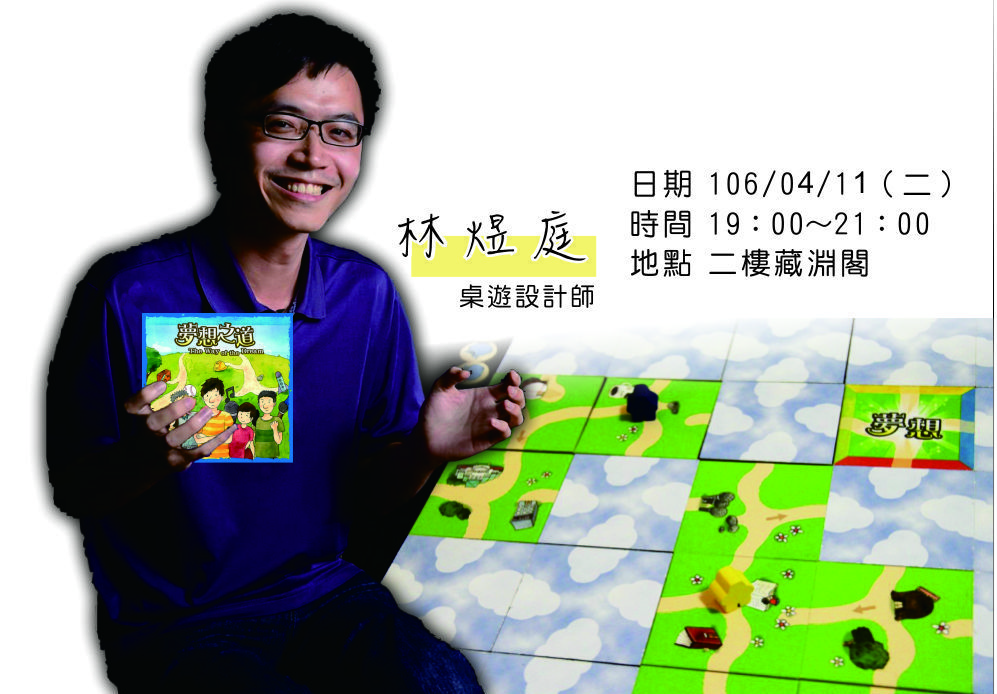 日期 106/04/11（二）
時間 19：00～21：00
地點 二樓藏淵閣
林煜庭
桌遊設計師
夢想之道
The Way of the Dream
夢想